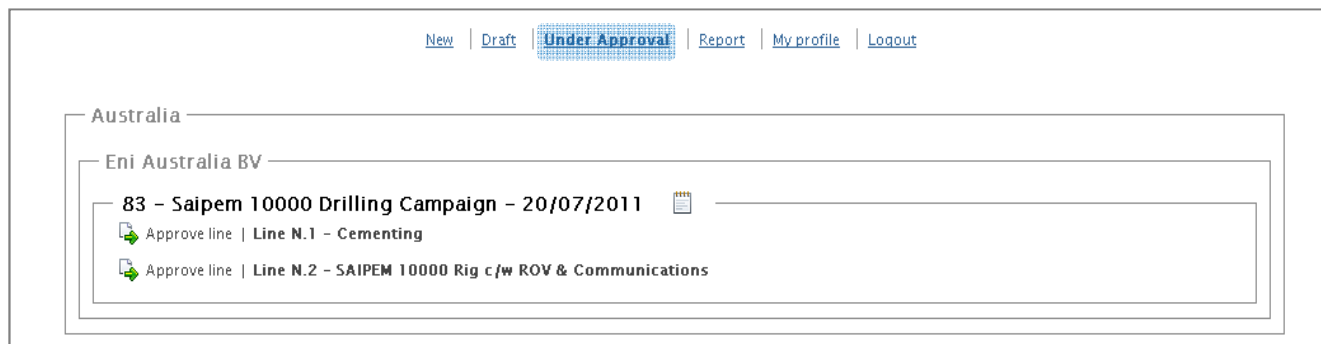 New | Draft | Under Approval | Report | My profile | Logout
Australia
Eni Australia BV
83 - Saipem 10000 Drilling Campaign - 20/07/2011
Approve line | Line N.1 - Cementing
Approve line | Line N.2 - SAIPEM 10000 Rig c/w ROV & Communications